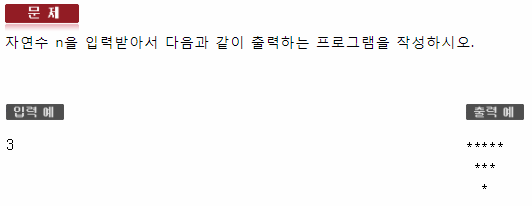 문 제
자연수 n을 입력받아서 다음과 같이 출력하는 프로그램을 작성하시오.
입력 예
3
출력 예
*****
 ***
  *